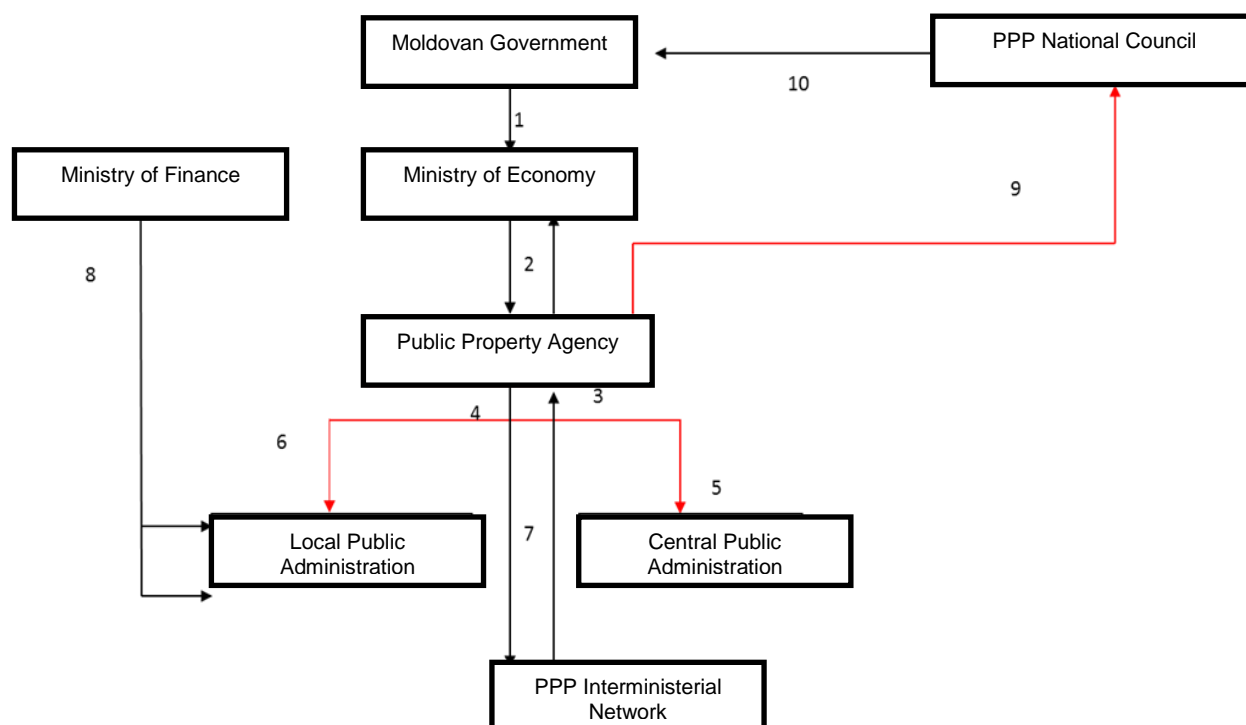 Moldovan Government
PPP National Council
10
1
Ministry of Finance
Ministry of Economy
9
8
2
Public Property Agency
3
4
6
5
7
Local Public
Administration
Central Public
Administration
PPP Interministerial
Network